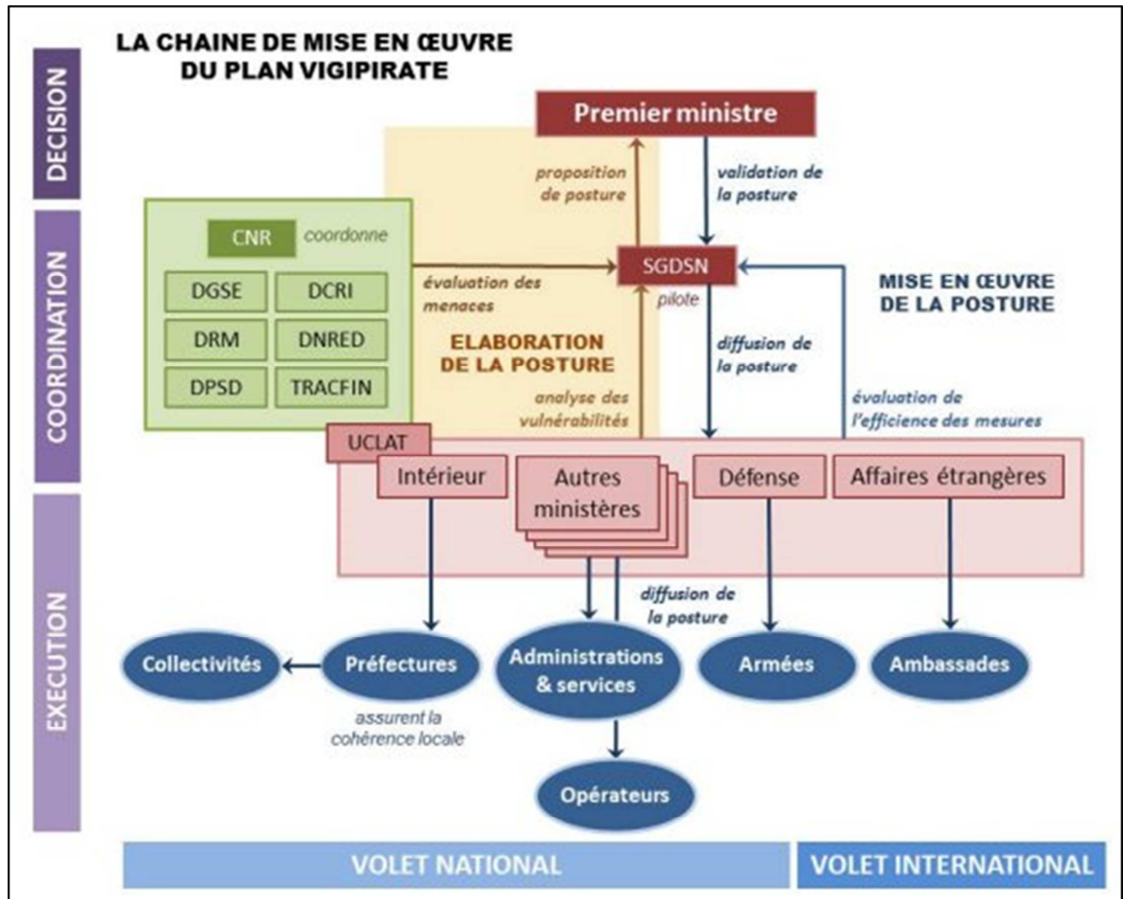 LA CHAINE DE MISE EN ŒUVRE
DU PLAN VIGIPIRATE
DECISION
Premier ministre
proposition
de posture
validation de
la posture
COORDINATION
CNR
coordonne
DGSE
DCRI
DRM
DNRED
DPSD
TRACFIN
évaluation des
menaces
SGDSN
pilote
MISE EN ŒUVRE
DE LA POSTURE
ELABORATION
DE LA POSTURE
diffusion de
la posture
analyse des
vulnérabilités
évaluation de
l'efficience des mesures
UCLAT
Intérieur
Autres
ministères
Défense
Affaires étrangères
EXECUTION
diffusion de
la posture
Collectivités
Préfectures
Administrations
& services
Armées
Ambassades
assurent la
cohérence locale
Opérateurs
VOLET NATIONAL
VOLET INTERNATIONAL